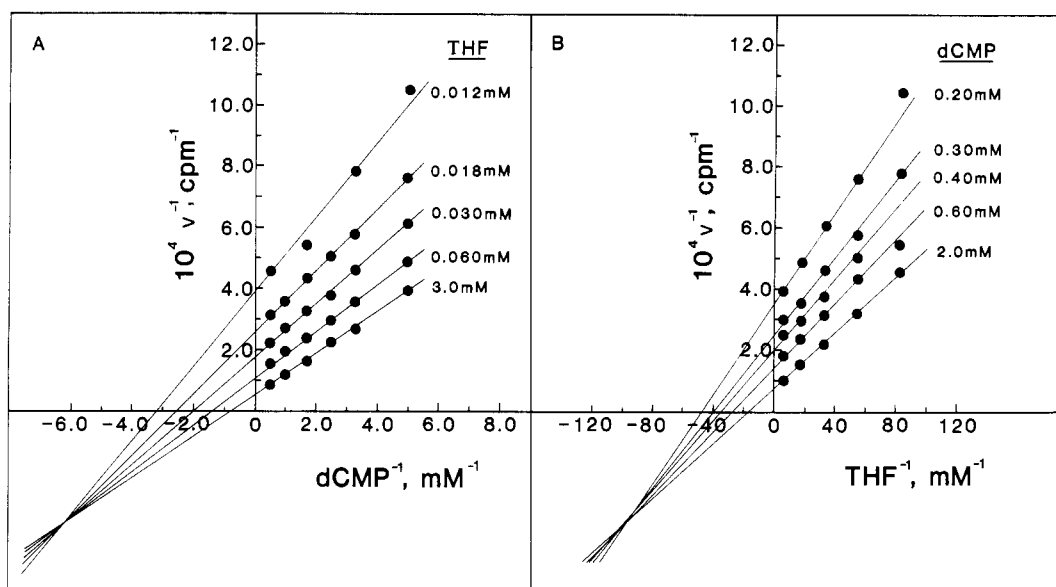 A
12.0
10.0
8.0
6.0
4.0
2.0
10⁴ v⁻¹, cpm⁻¹
THF
0.012mM
0.018mM
0.030mM
0.060mM
3.0mM
-6.0 -4.0 -2.0 0 2.0 4.0 6.0 8.0
dCMP⁻¹, mM⁻¹
B
12.0
10.0
8.0
6.0
4.0
2.0
10⁴ v⁻¹, cpm⁻¹
dCMP
0.20mM
0.30mM
0.40mM
0.60mM
2.0mM
-120 -80 -40 0 40 80 120
THF⁻¹, mM⁻¹